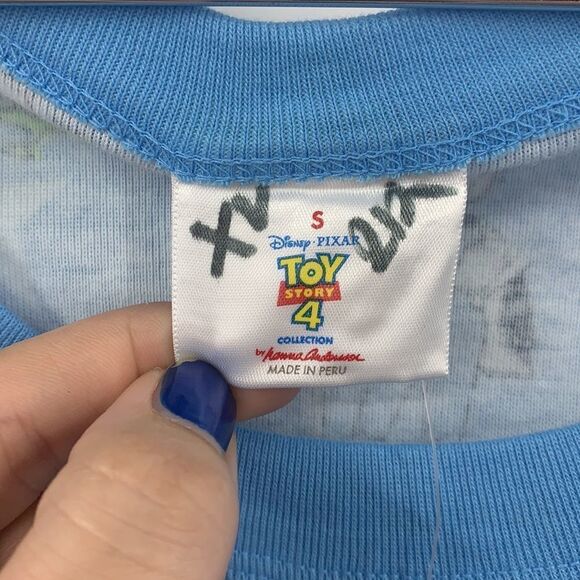 S
Disney · PIXAR
TOY
STORY
4
COLLECTION
by hanna Andersson
MADE IN PERU